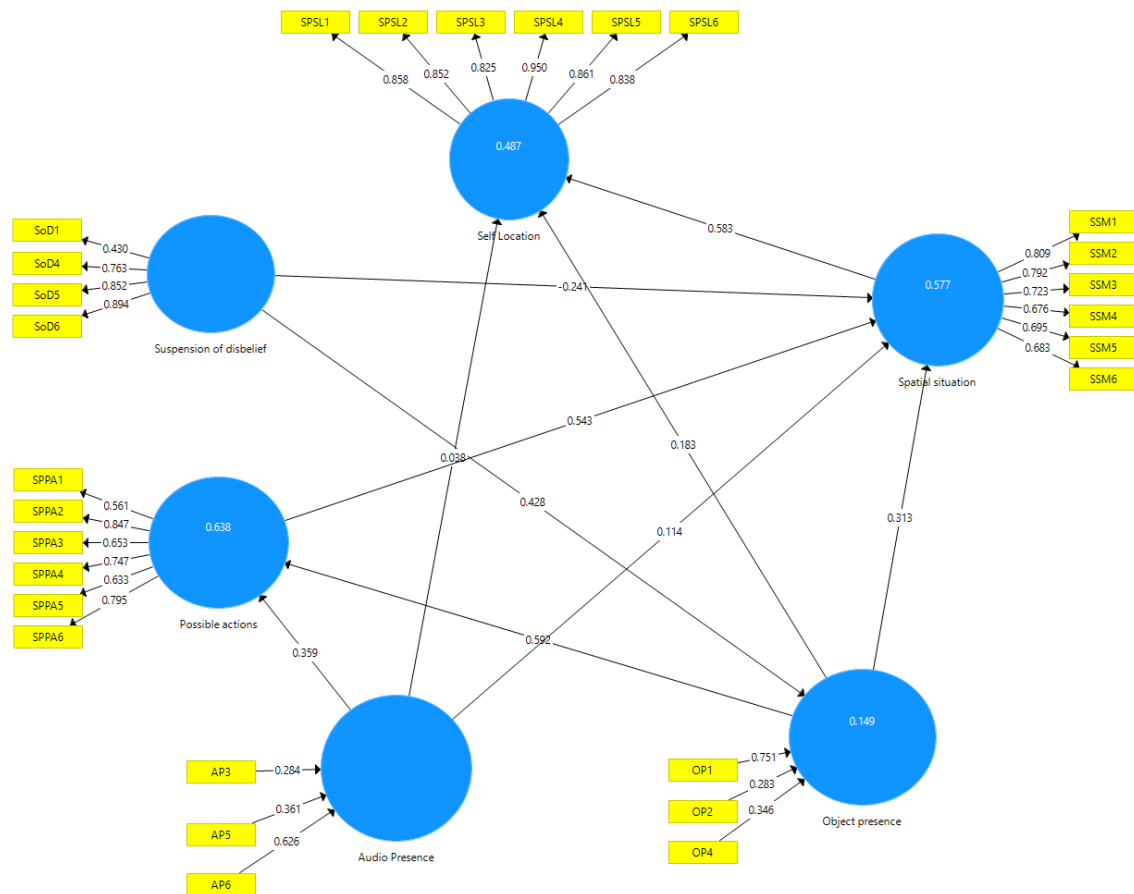 SPSL1 SPSL2 SPSL3 SPSL4 SPSL5 SPSL6
0.858 0.852 0.825 0.950 0.861 0.838
0.487
Self Location
SoD1
SoD4
SoD5
SoD6
0.430
0.763
0.852
0.894
Suspension of disbelief
-0.241
0.583
0.577
Spatial situation
SSM1
SSM2
SSM3
SSM4
SSM5
SSM6
0.809
0.792
0.723
0.676
0.695
0.683
0.543
0.038
0.183
0.428
0.114
0.313
SPPA1
SPPA2
SPPA3
SPPA4
SPPA5
SPPA6
0.561
0.847
0.653
0.747
0.633
0.795
0.638
Possible actions
0.592
0.359
AP3
AP5
AP6
0.284
0.361
0.626
Audio Presence
OP1
OP2
OP4
0.751
0.283
0.346
0.149
Object presence